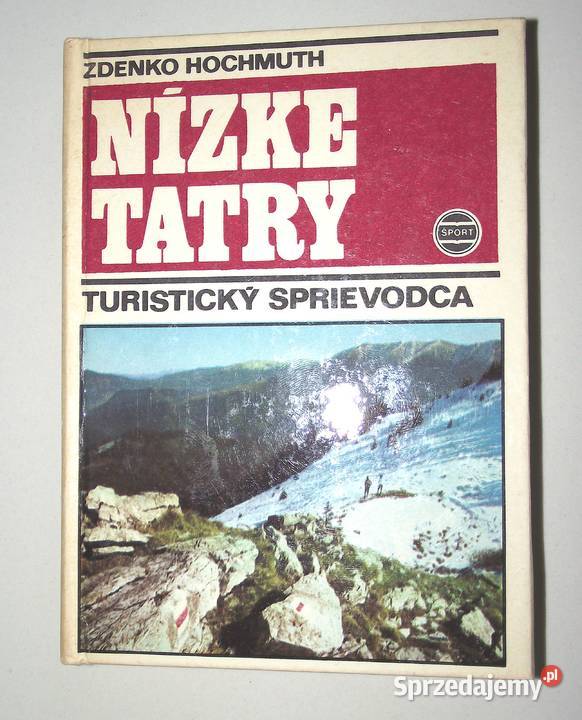 ZDENKO HOCHMUTH
NÍZKE
TATRY
ŠPORT
TURISTICKÝ SPRIEVODCA
Sprzedajemy.pl